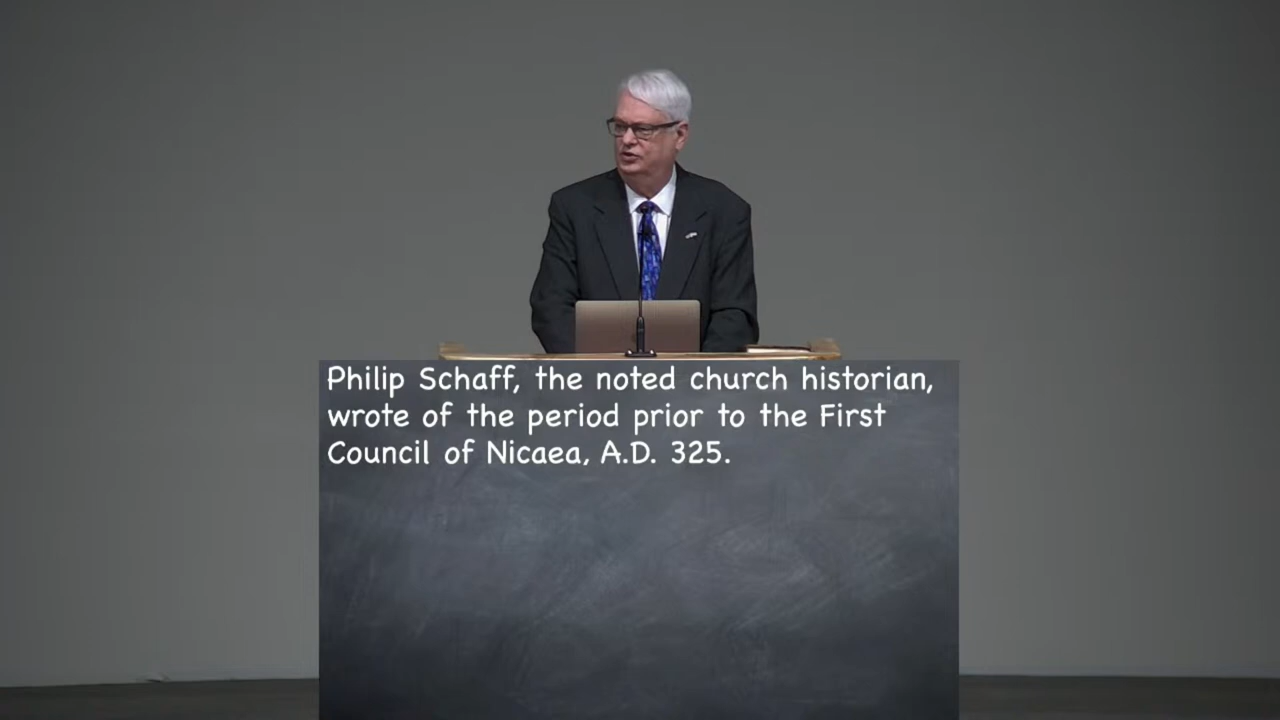 Philip Schaff, the noted church historian,
wrote of the period prior to the First
Council of Nicaea, A.D. 325.